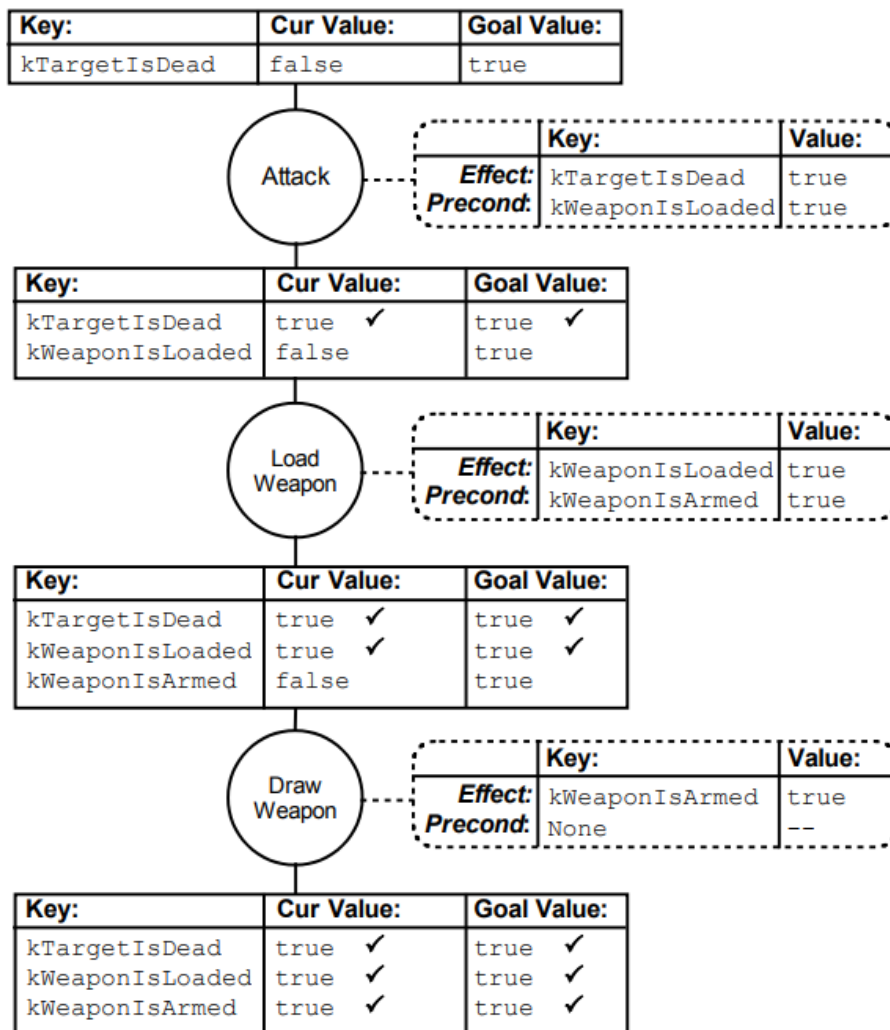 Key: Cur Value: Goal Value:
kTargetIsDead false true
Attack
Key: Value:
Effect: kTargetIsDead true
Precond: kWeaponIsLoaded true
Key: Cur Value: Goal Value:
kTargetIsDead true ✓ true ✓
kWeaponIsLoaded false true
Load
Weapon
Key: Value:
Effect: kWeaponIsLoaded true
Precond: kWeaponIsArmed true
Key: Cur Value: Goal Value:
kTargetIsDead true ✓ true ✓
kWeaponIsLoaded true ✓ true ✓
kWeaponIsArmed false true
Draw
Weapon
Key: Value:
Effect: kWeaponIsArmed true
Precond: None --
Key: Cur Value: Goal Value:
kTargetIsDead true ✓ true ✓
kWeaponIsLoaded true ✓ true ✓
kWeaponIsArmed true ✓ true ✓